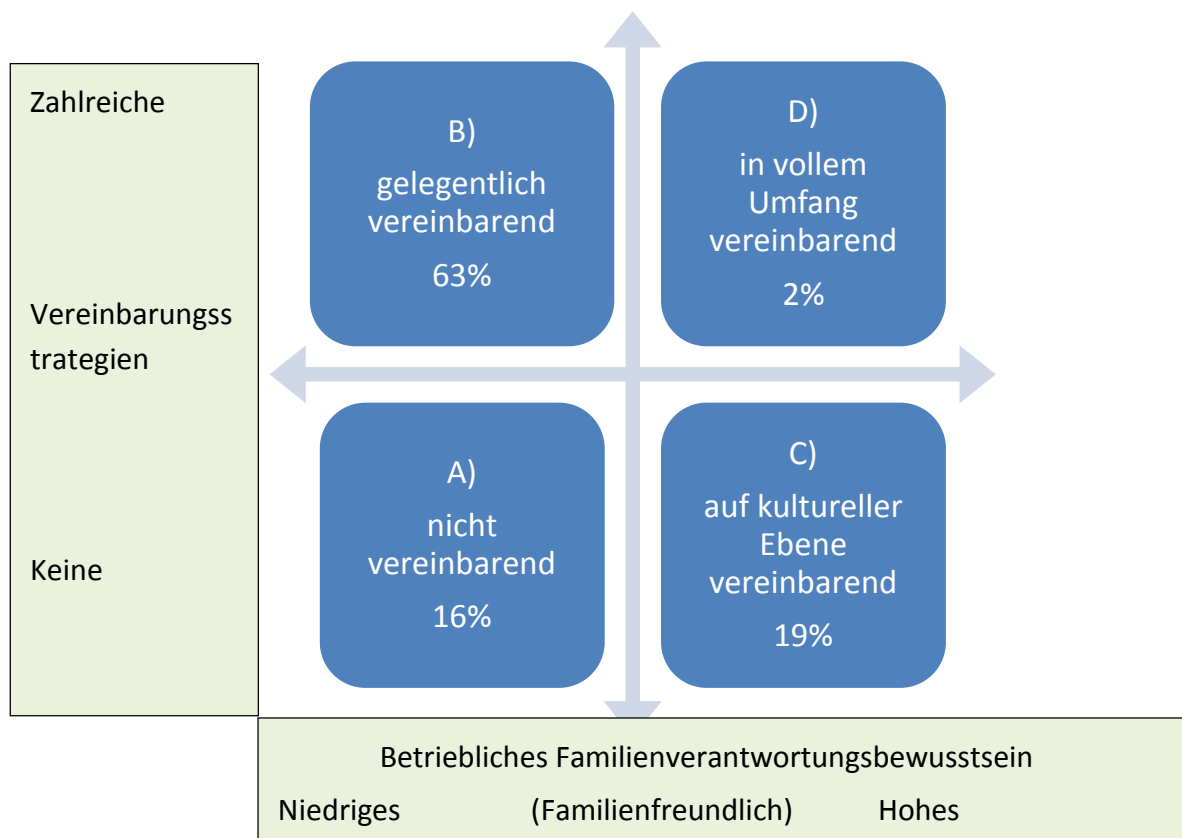 Zahlreiche
Vereinbarungss
trategien
Keine
B)
gelegentlich
vereinbarend
63%
D)
in vollem
Umfang
vereinbarend
2%
A)
nicht
vereinbarend
16%
C)
auf kultureller
Ebene
vereinbarend
19%
Betriebliches Familienverantwortungsbewusstsein
Niedriges (Familienfreundlich) Hohes